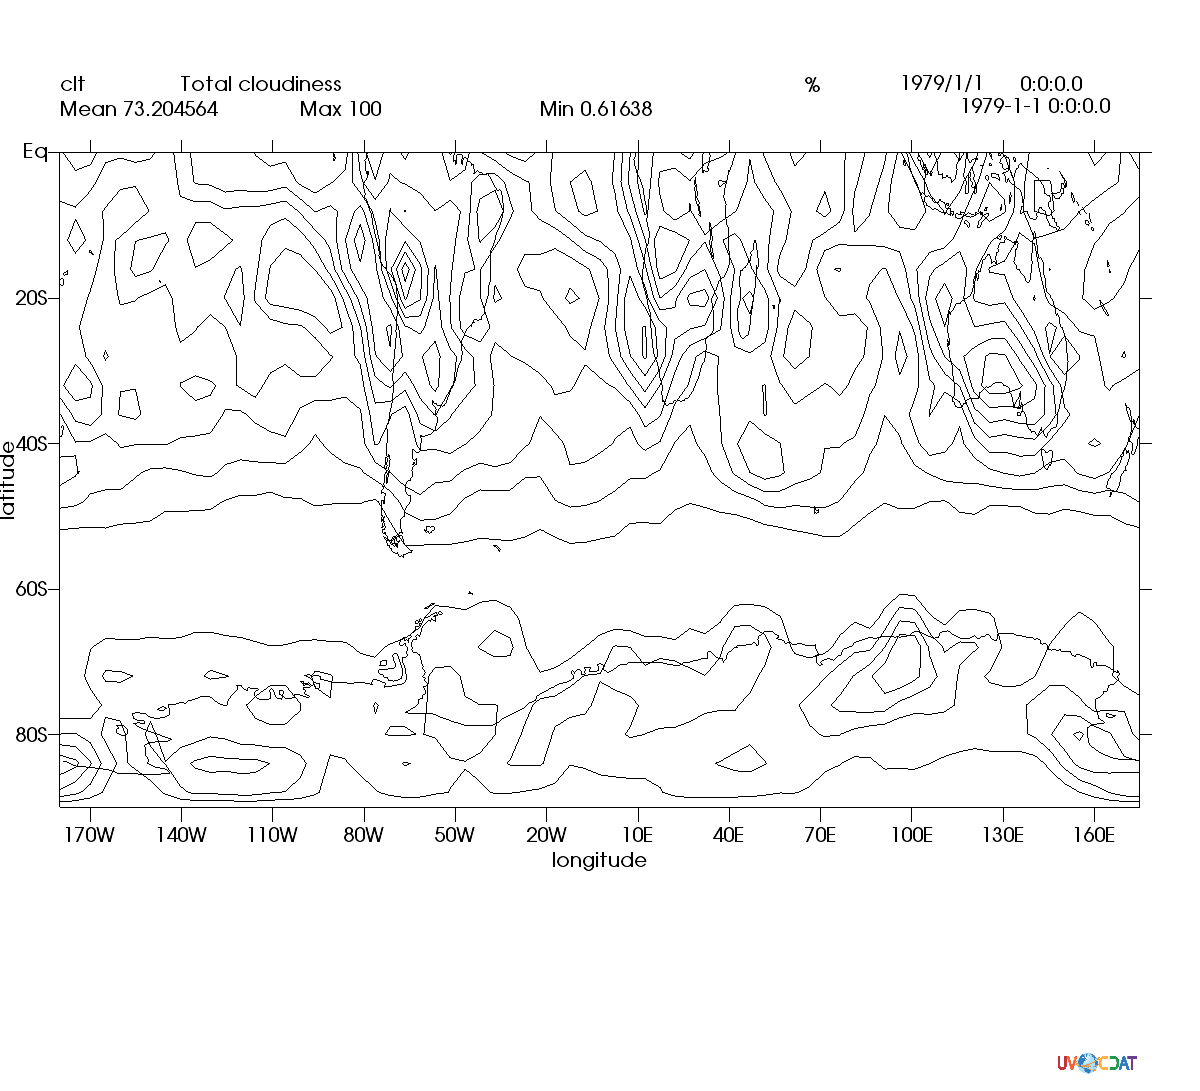 clt Total cloudiness % 1979/1/1 0:0:0.0
Mean 73.204564 Max 100 Min 0.61638 1979-1-1 0:0:0.0
Eq
20S
40S
latitude
60S
80S
170W 140W 110W 80W 50W 20W 10E 40E 70E 100E 130E 160E
longitude
UV CDAT